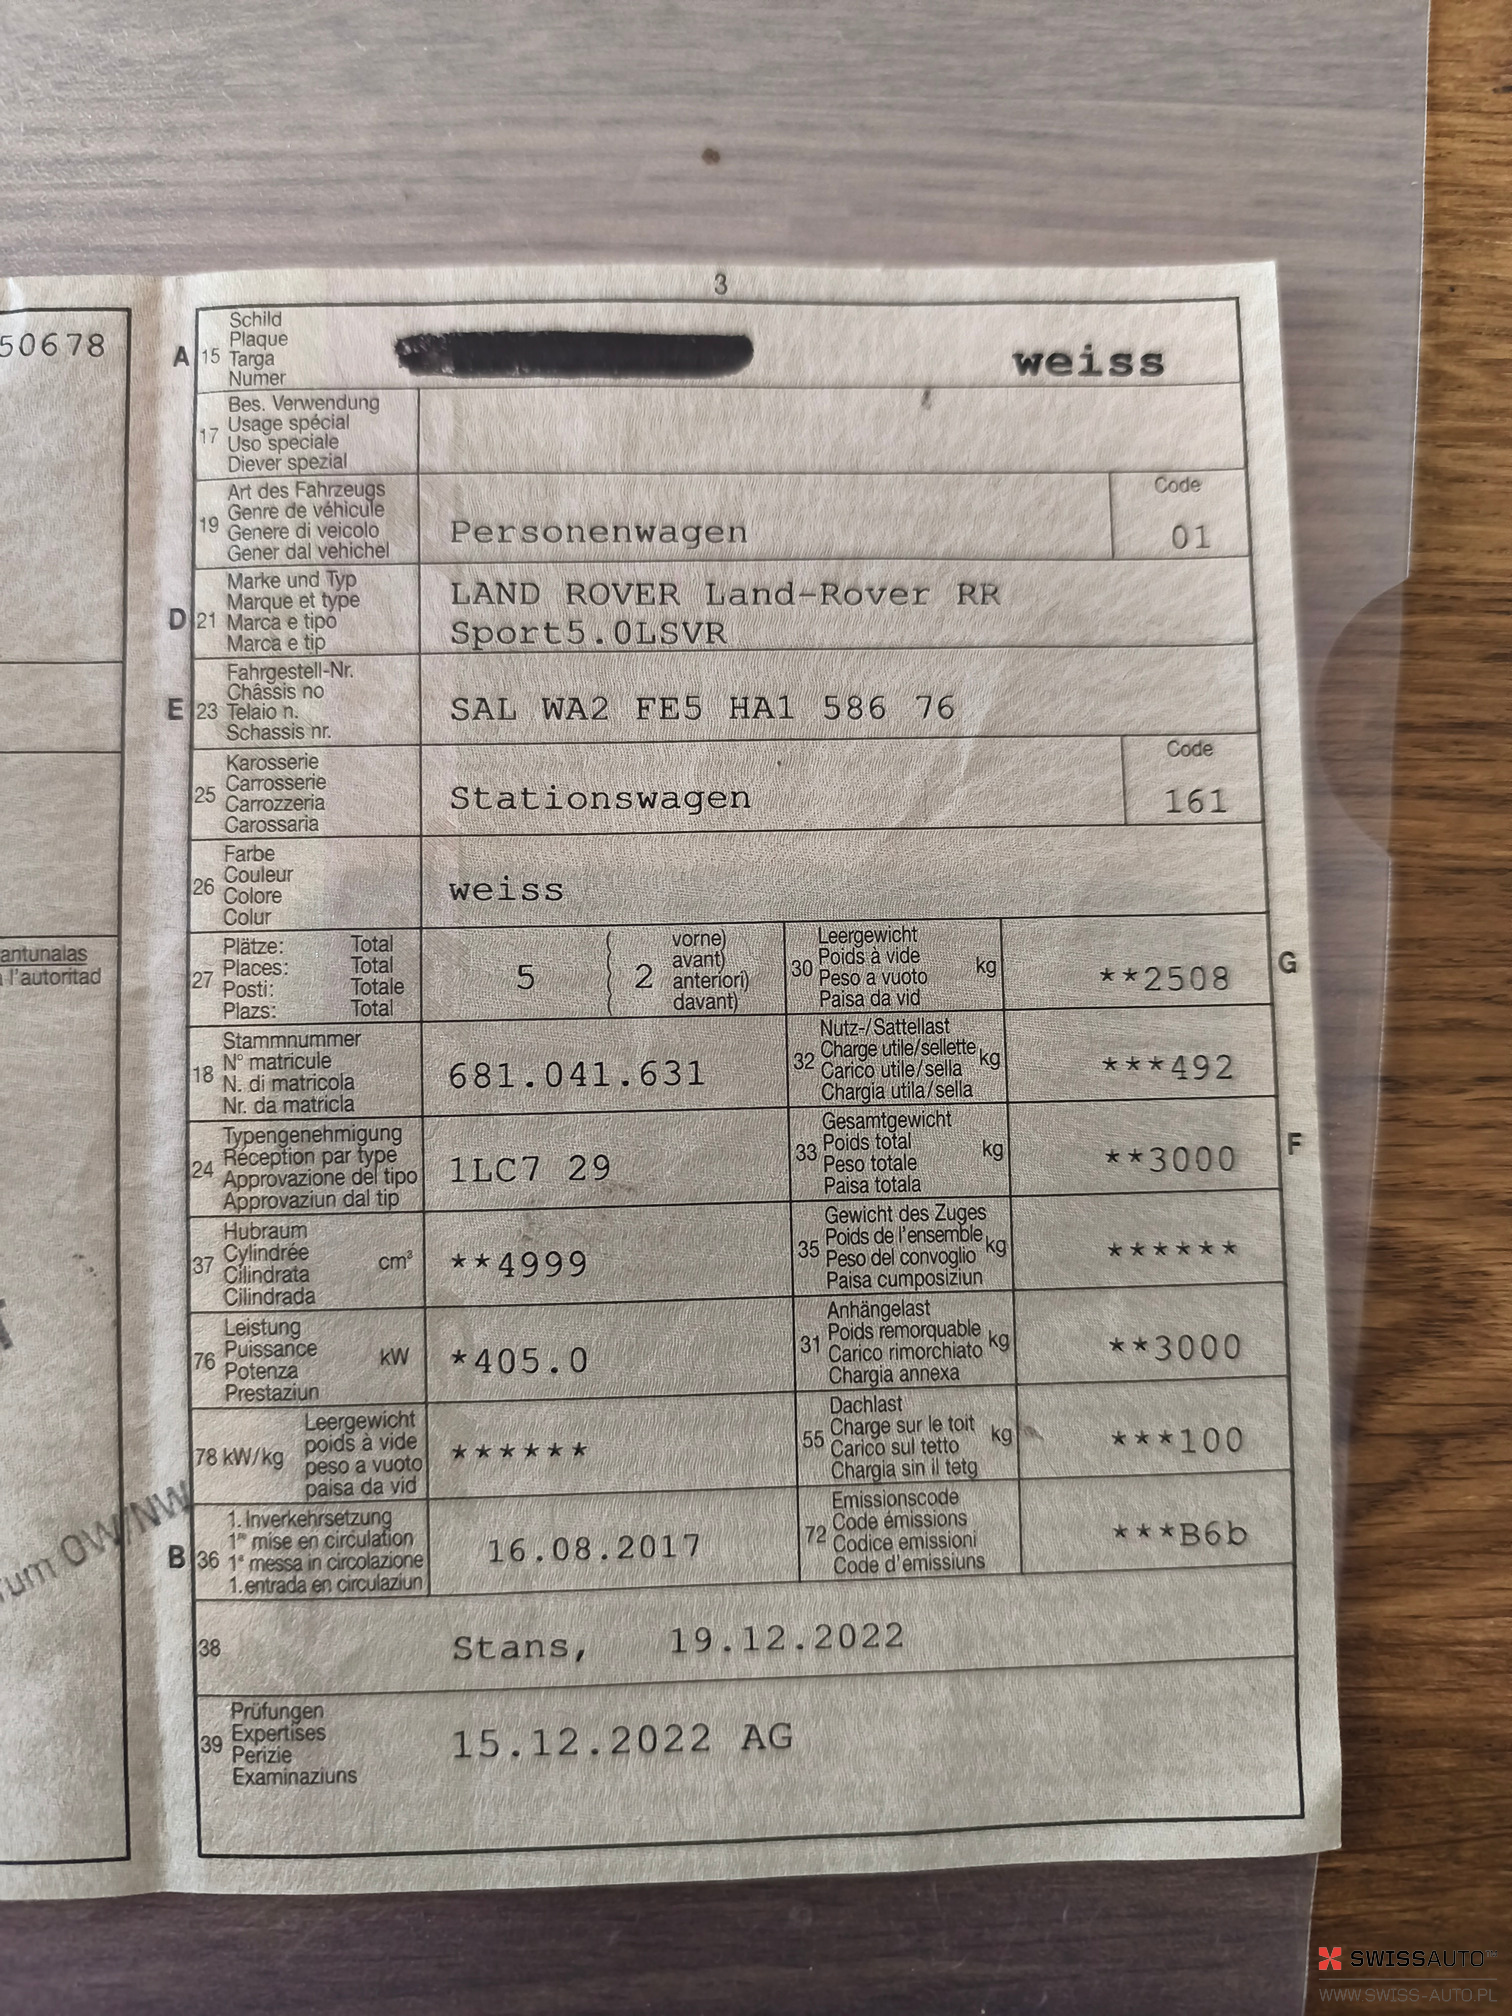 50678
antunalas
l'autoritad
um OW/NW
3
A 15 Schild
Plaque
Targa
Numer
weiss
17 Bes. Verwendung
Usage spécial
Uso speciale
Diever spezial
19 Art des Fahrzeugs
Genre de véhicule
Genere di veicolo
Gener dal vehichel
Personenwagen
Code
01
D 21 Marke und Typ
Marque et type
Marca e tipo
Marca e tip
LAND ROVER Land-Rover RR
Sport5.0LSVR
E 23 Fahrgestell-Nr.
Châssis no
Telaio n.
Schassis nr.
SAL WA2 FE5 HA1 586 76
25 Karosserie
Carrosserie
Carrozzeria
Carossaria
Stationswagen
Code
161
26 Farbe
Couleur
Colore
Colur
weiss
27 Plätze: Total
Places: Total
Posti: Totale
Plazs: Total
5 ( 2 vorne)
avant)
anteriori)
davant)
30 Leergewicht
Poids à vide
Peso a vuoto
Paisa da vid
kg
**2508
G
18 Stammnummer
N° matricule
N. di matricola
Nr. da matricla
681.041.631
32 Nutz-/Sattellast
Charge utile/sellette
Carico utile/sella
Chargia utila/sella
kg
***492
24 Typengenehmigung
Réception par type
Approvazione del tipo
Approvaziun dal tip
1LC7 29
33 Gesamtgewicht
Poids total
Peso totale
Paisa totala
kg
**3000
F
37 Hubraum
Cylindrée
Cilindrata
Cilindrada
cm³
**4999
35 Gewicht des Zuges
Poids de l'ensemble
Peso del convoglio
Paisa cumposiziun
kg
******
76 Leistung
Puissance
Potenza
Prestaziun
kW
*405.0
31 Anhängelast
Poids remorquable
Carico rimorchiato
Chargia annexa
kg
**3000
78 kW/kg Leergewicht
poids à vide
peso a vuoto
paisa da vid
******
55 Dachlast
Charge sur le toit
Carico sul tetto
Chargia sin il tetg
kg
***100
B 36 1. Inverkehrsetzung
1re mise en circulation
1a messa in circolazione
1. entrada en circulaziun
16.08.2017
72 Emissionscode
Code émissions
Codice emissioni
Code d'emissiuns
***B6b
38 Stans, 19.12.2022
39 Prüfungen
Expertises
Perizie
Examinaziuns
15.12.2022 AG
SWISSAUTO
WWW.SWISS-AUTO.PL